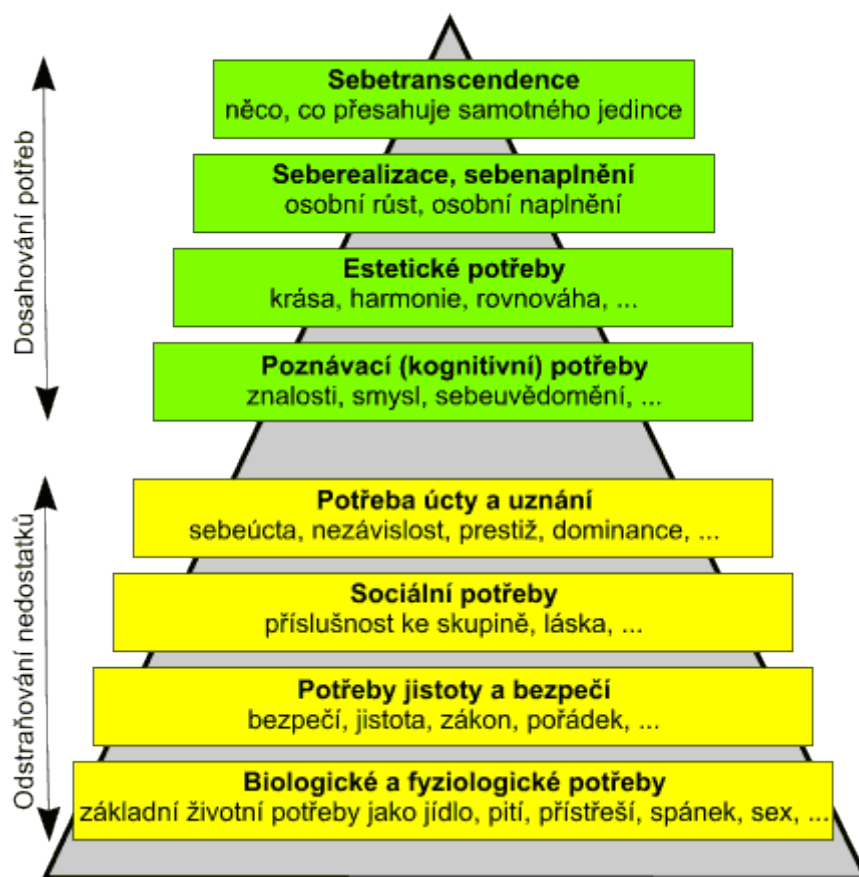 Sebetranscendence
něco, co přesahuje samotného jedince
Seberealizace, sebenaplnění
osobní růst, osobní naplnění
Estetické potřeby
krása, harmonie, rovnováha, ...
Poznávací (kognitivní) potřeby
znalosti, smysl, sebeuvědomění, ...
Dosahování potřeb
Potřeba úcty a uznání
sebeúcta, nezávislost, prestiž, dominance, ...
Sociální potřeby
příslušnost ke skupině, láska, ...
Potřeby jistoty a bezpečí
bezpečí, jistota, zákon, pořádek, ...
Biologické a fyziologické potřeby
základní životní potřeby jako jídlo, pití, přístřeší, spánek, sex, ...
Odstraňování nedostatků